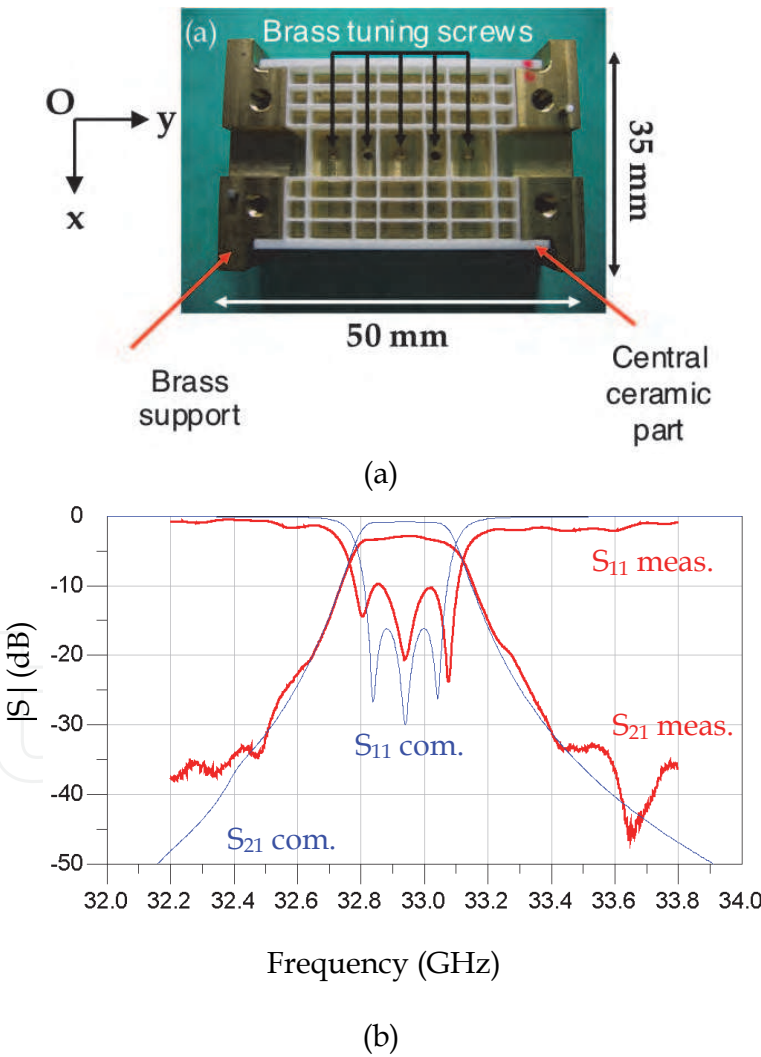 (a) Brass tuning screws
O
y
x
35 mm
50 mm
Brass
support
Central
ceramic
part
(a)
0
-10
-20
-30
-40
-50
|S| (dB)
S₁₁ meas.
S₂₁ meas.
S₁₁ com.
S₂₁ com.
32.0 32.2 32.4 32.6 32.8 33.0 33.2 33.4 33.6 33.8 34.0
Frequency (GHz)
(b)